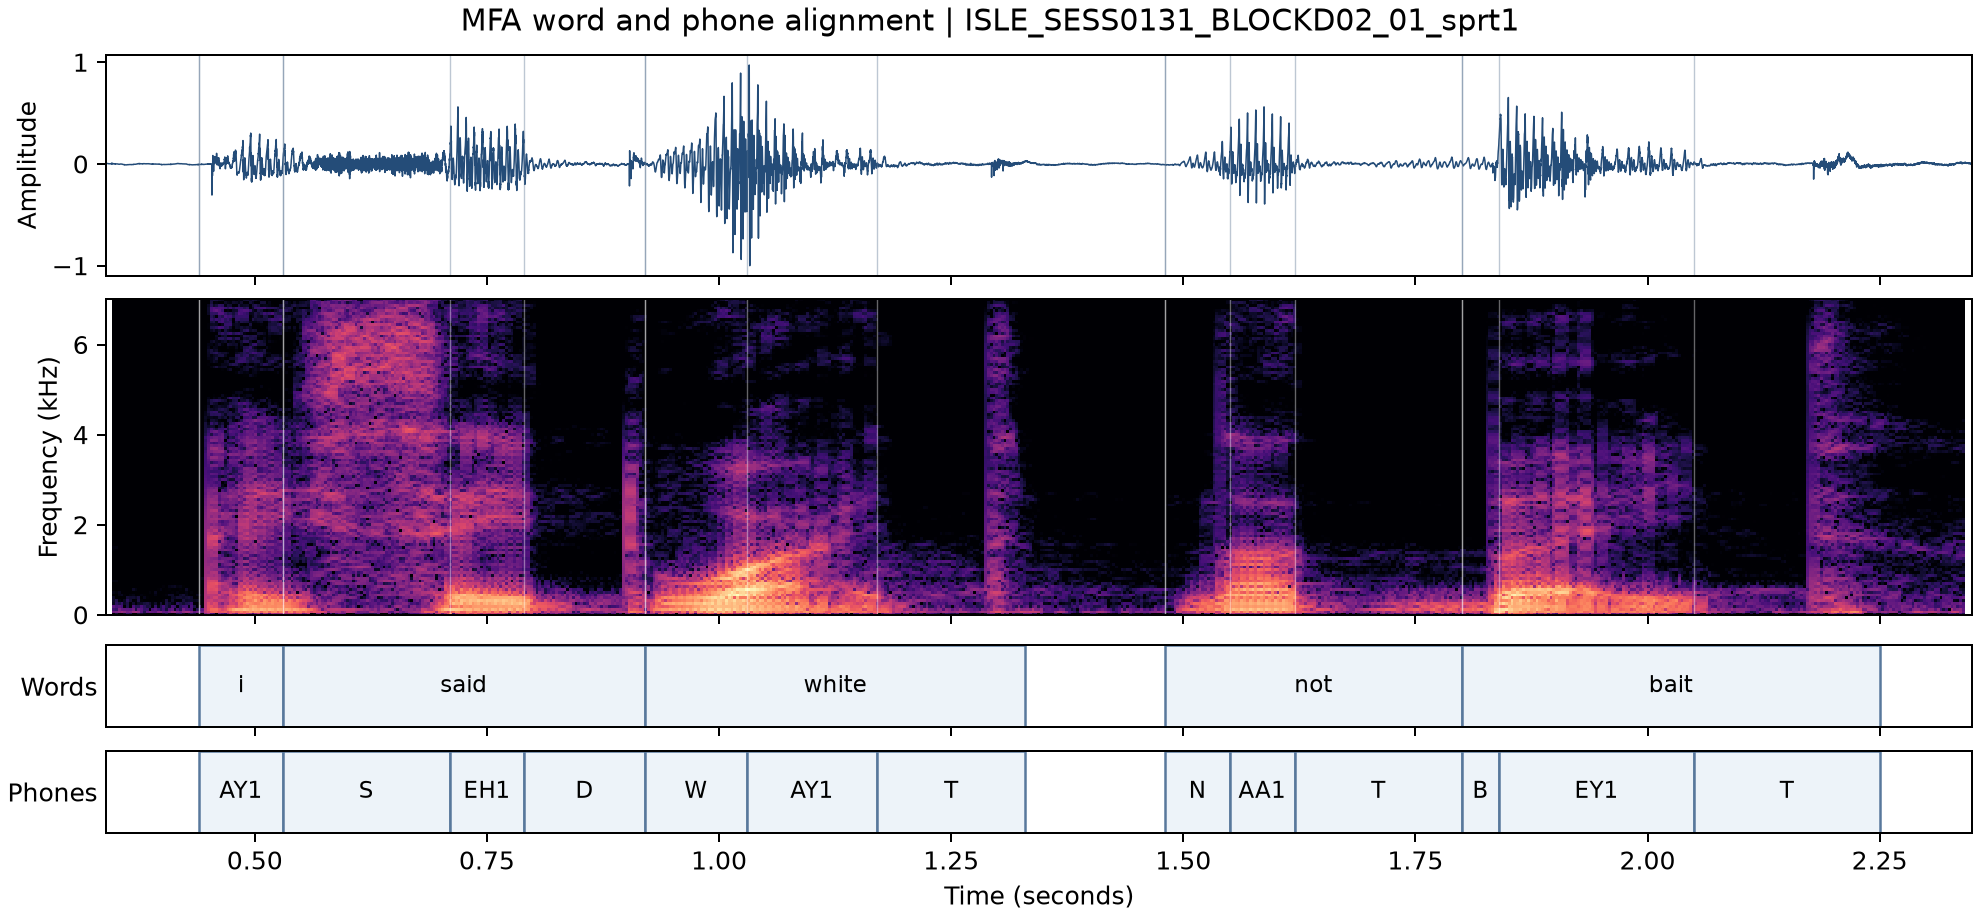 MFA word and phone alignment | ISLE_SESS0131_BLOCKD02_01_sprt1
Amplitude
1
0
−1
Frequency (kHz)
6
4
2
0
Words
i said white not bait
Phones
AY1 S EH1 D W AY1 T N AA1 T B EY1 T
0.50 0.75 1.00 1.25 1.50 1.75 2.00 2.25
Time (seconds)